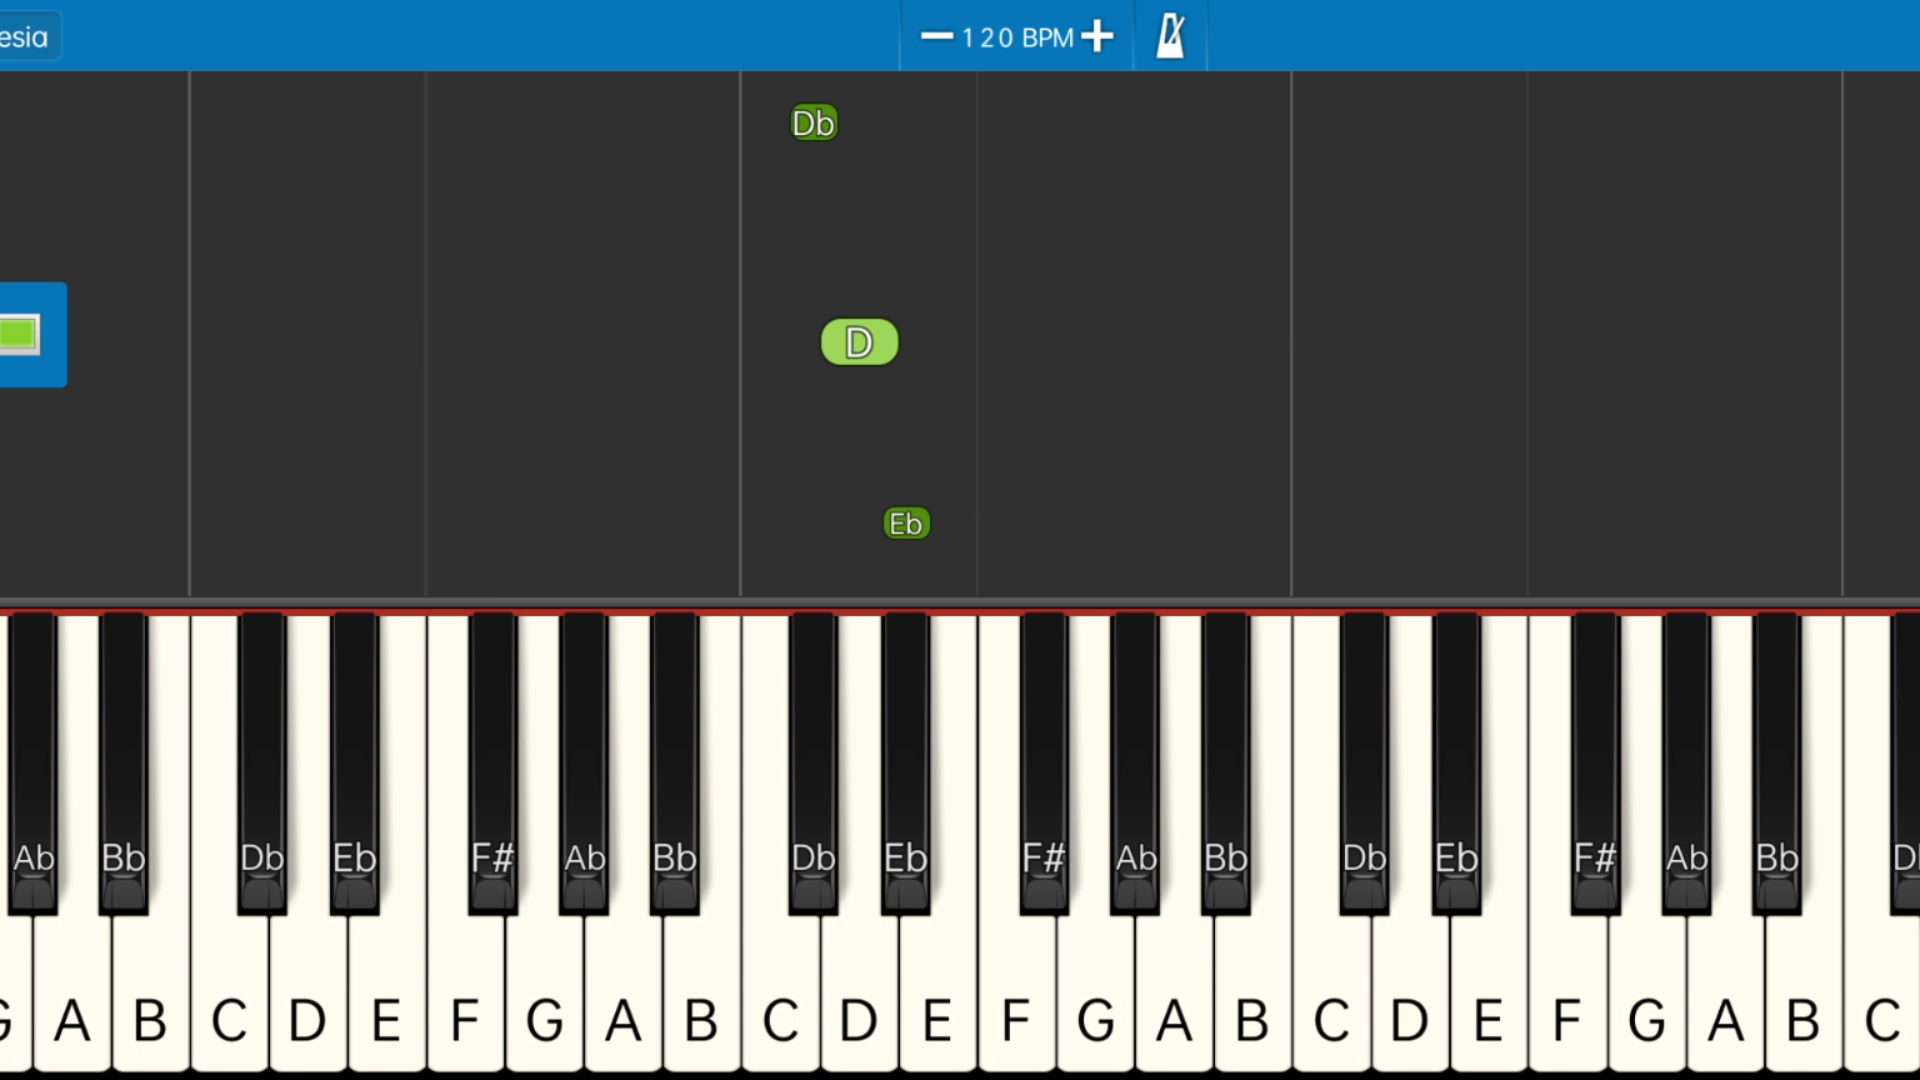 esia
120 BPM
Db
D
Eb
Ab Bb Db Eb F# Ab Bb Db Eb F# Ab Bb Db Eb F# Ab Bb
A B C D E F G A B C D E F G A B C D E F G A B C